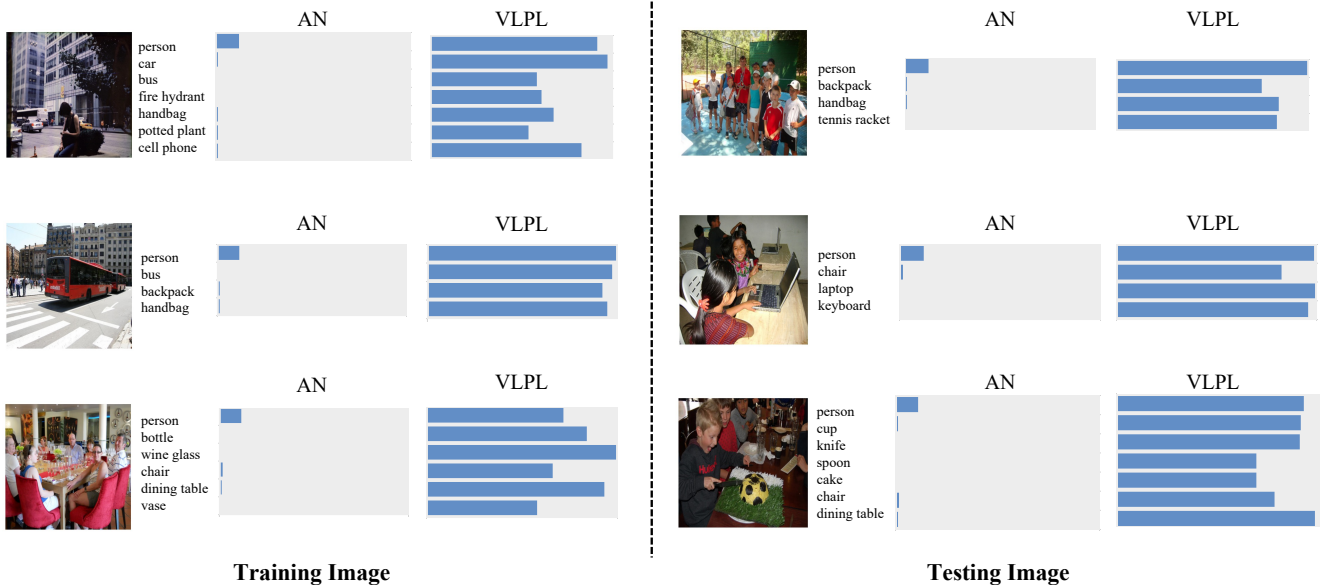 AN
VLPL
person
car
bus
fire hydrant
handbag
potted plant
cell phone
AN
VLPL
person
bus
backpack
handbag
AN
VLPL
person
bottle
wine glass
chair
dining table
vase
Training Image
AN
VLPL
person
backpack
handbag
tennis racket
AN
VLPL
person
chair
laptop
keyboard
AN
VLPL
person
cup
knife
spoon
cake
chair
dining table
Testing Image